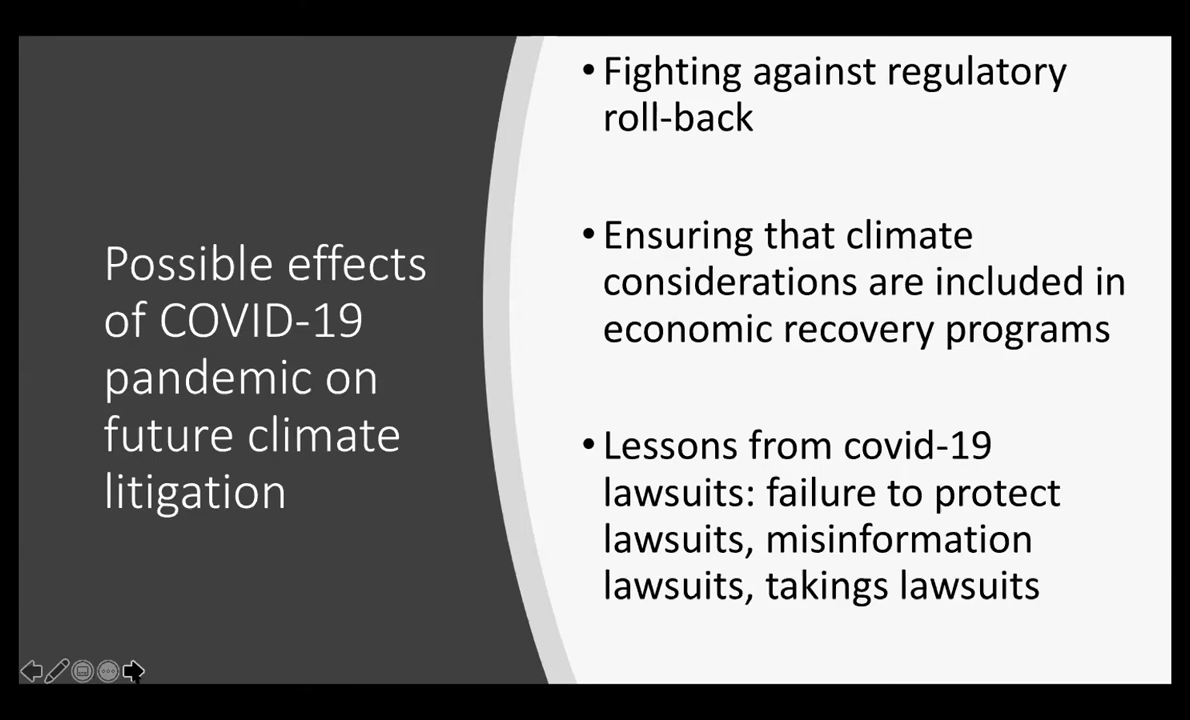 Possible effects
of COVID-19
pandemic on
future climate
litigation
•Fighting against regulatory
roll-back
•Ensuring that climate
considerations are included in
economic recovery programs
•Lessons from covid-19
lawsuits: failure to protect
lawsuits, misinformation
lawsuits, takings lawsuits